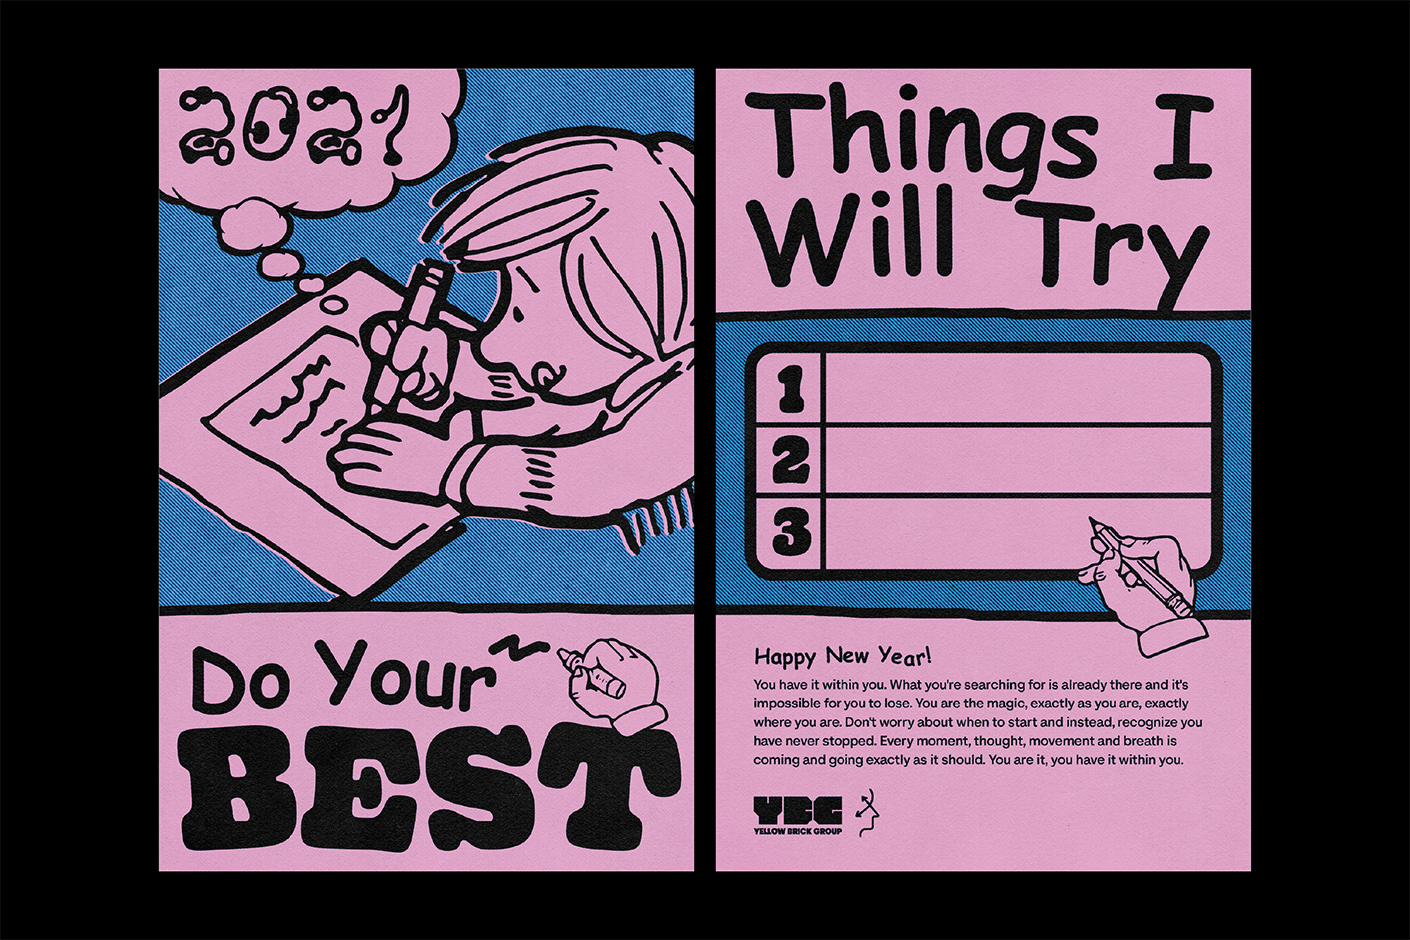 2021
Do Your
BEST
Things I
Will Try
1
2
3
Happy New Year!
You have it within you. What you're searching for is already there and it's
impossible for you to lose. You are the magic, exactly as you are, exactly
where you are. Don't worry about when to start and instead, recognize you
have never stopped. Every moment, thought, movement and breath is
coming and going exactly as it should. You are it, you have it within you.
YBG
YELLOW BRICK GROUP